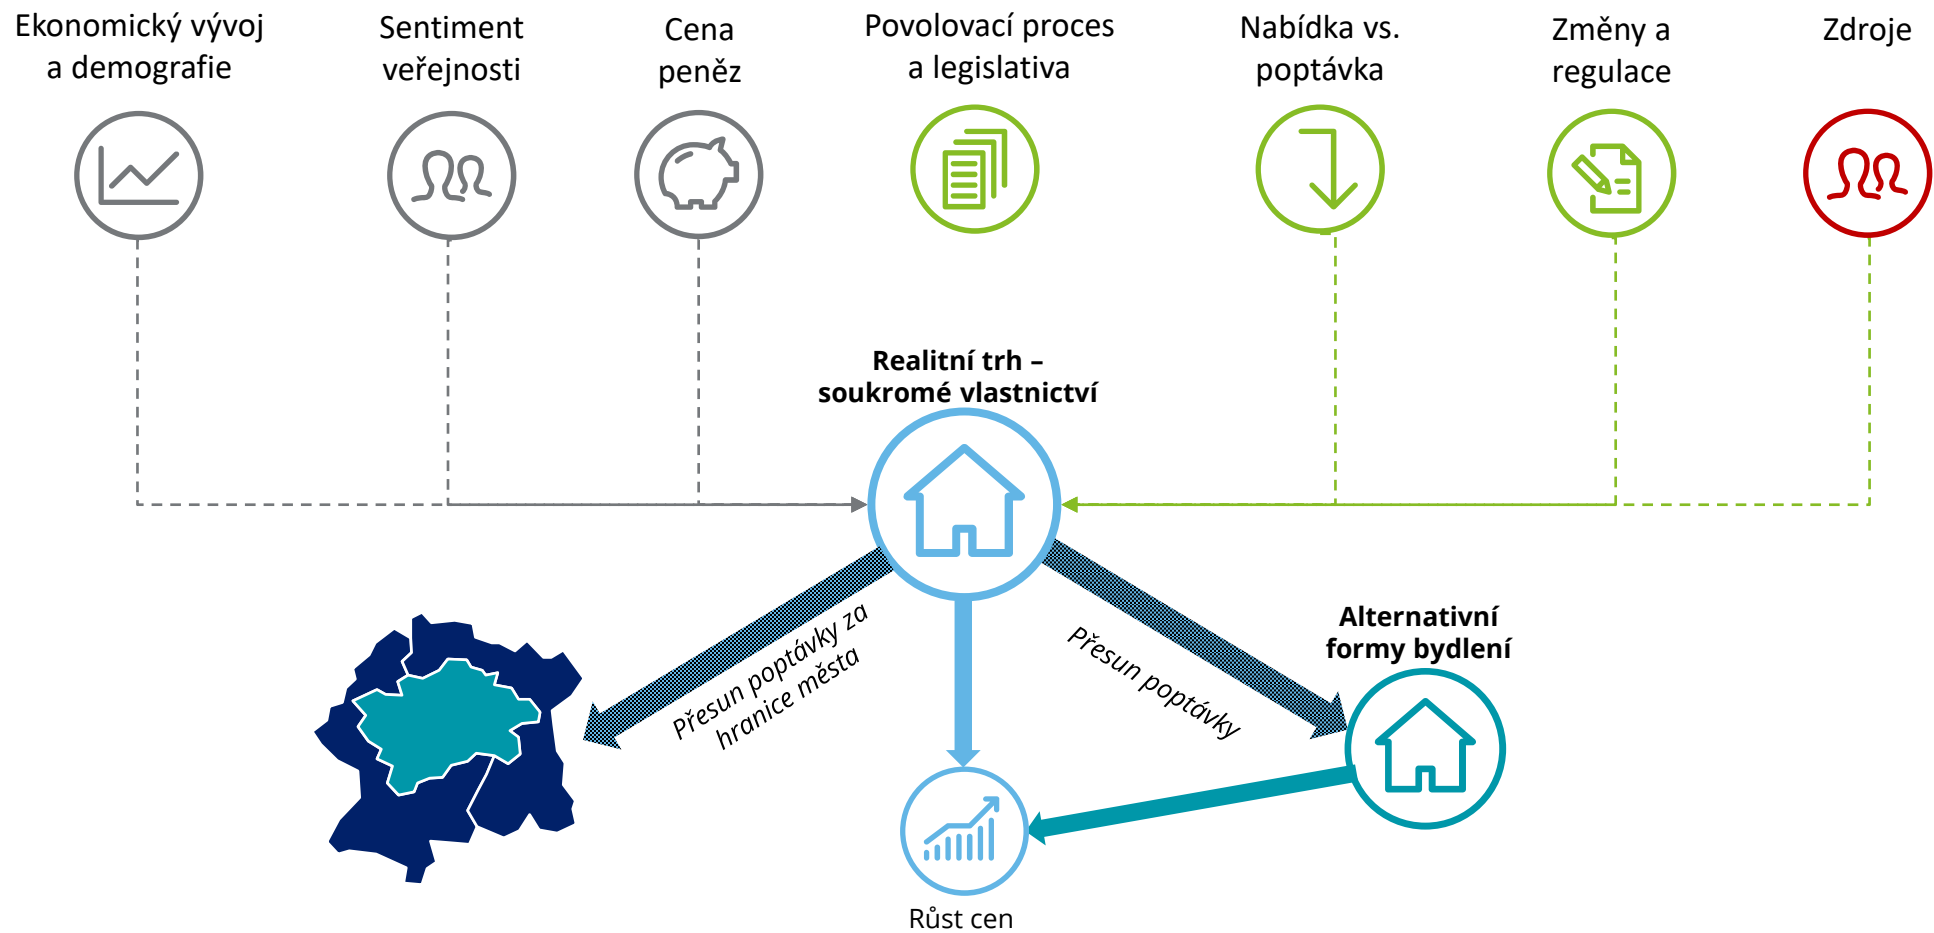 Ekonomický vývoj
a demografie
Sentiment
veřejnosti
Cena
peněz
Povolovací proces
a legislativa
Nabídka vs.
poptávka
Změny a
regulace
Zdroje
Realitní trh –
soukromé vlastnictví
Přesun poptávky za
hranice města
Přesun poptávky
Alternativní
formy bydlení
Růst cen